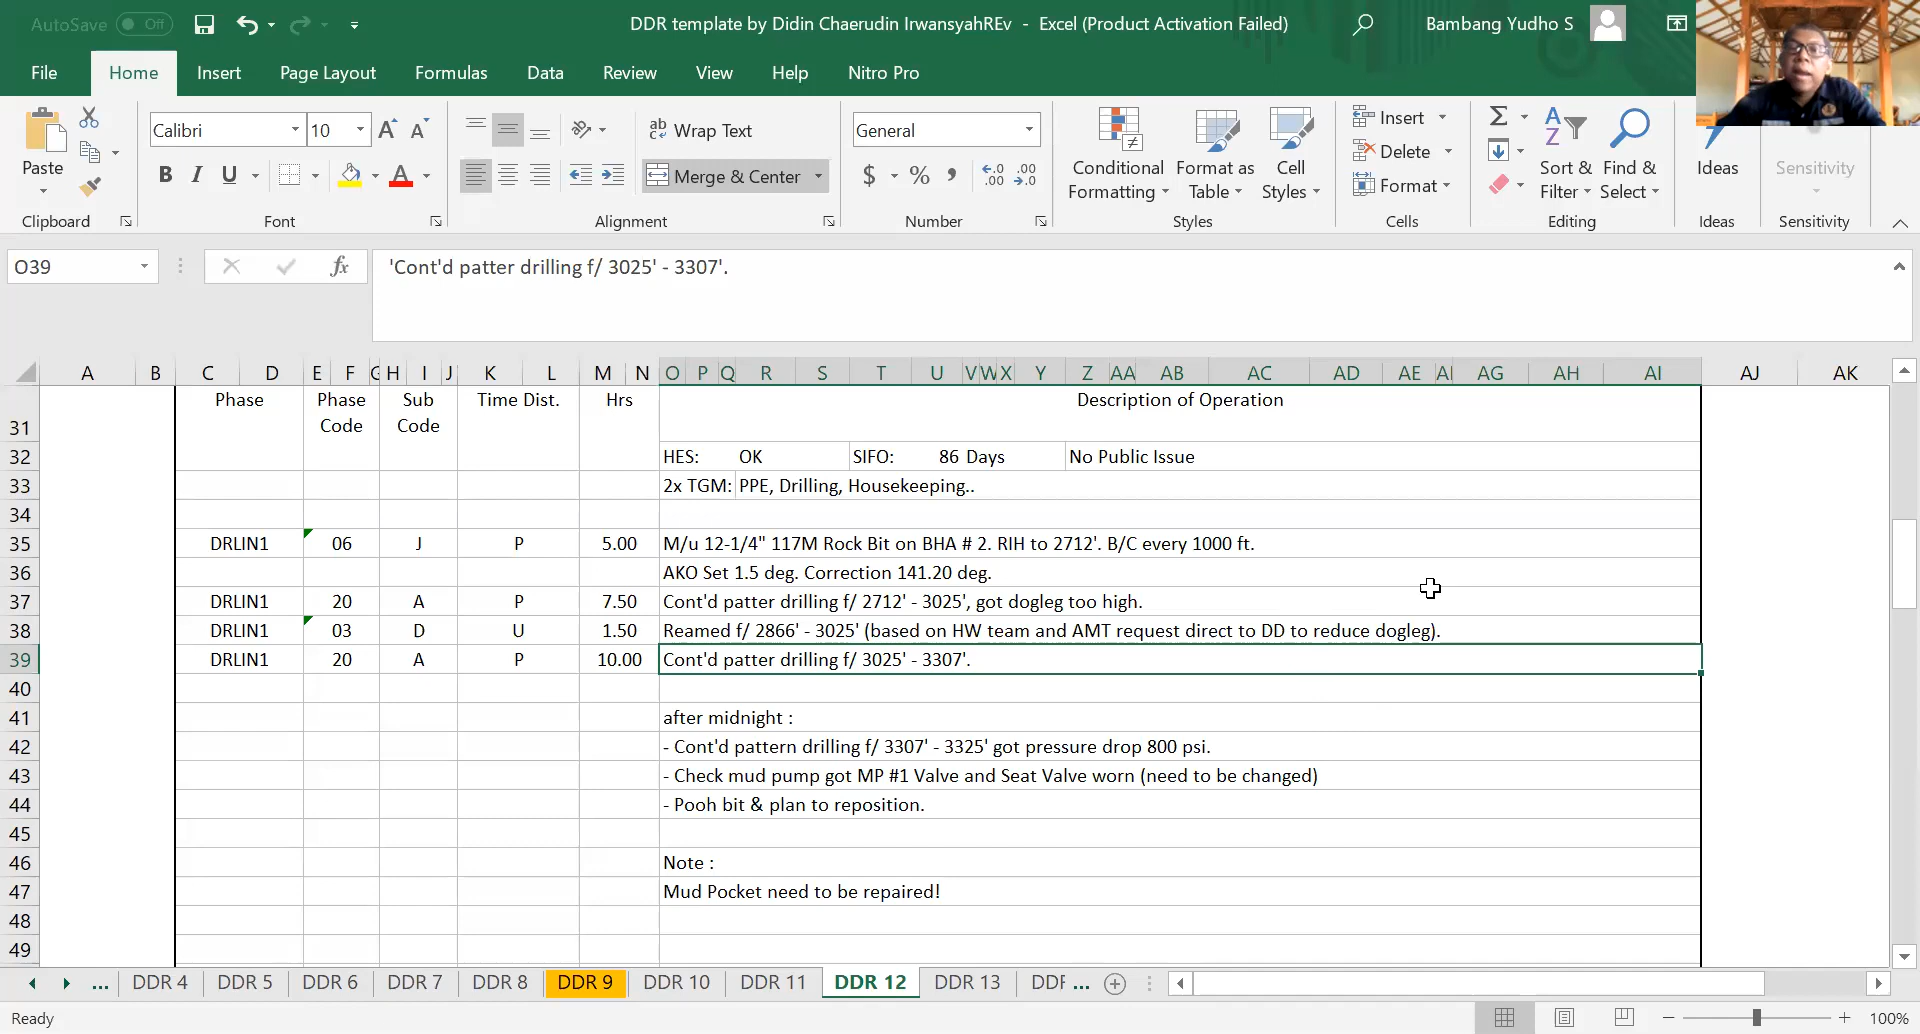 AutoSave Off
DDR template by Didin Chaerudin IrwansyahREv - Excel (Product Activation Failed)
Bambang Yudho S
File Home Insert Page Layout Formulas Data Review View Help Nitro Pro
Calibri 10
Wrap Text
General
Insert
Delete
Format
Paste
B I U
Merge & Center
$ % ,
Conditional Formatting
Format as Table
Cell Styles
Sort & Filter
Find & Select
Ideas
Sensitivity
Clipboard Font Alignment Number Styles Cells Editing Ideas Sensitivity
O39
fx
'Cont'd patter drilling f/ 3025' - 3307'.
A B C D E F G H I J K L M N O P Q R S T U V W X Y Z AA AB AC AD AE AI AG AH AI AJ AK
31 Phase Phase Code Sub Code Time Dist. Hrs Description of Operation
32 HES: OK SIFO: 86 Days No Public Issue
33 2x TGM: PPE, Drilling, Housekeeping..
34
35 DRLIN1 06 J P 5.00 M/u 12-1/4" 117M Rock Bit on BHA # 2. RIH to 2712'. B/C every 1000 ft.
36 AKO Set 1.5 deg. Correction 141.20 deg.
37 DRLIN1 20 A P 7.50 Cont'd patter drilling f/ 2712' - 3025', got dogleg too high.
38 DRLIN1 03 D U 1.50 Reamed f/ 2866' - 3025' (based on HW team and AMT request direct to DD to reduce dogleg).
39 DRLIN1 20 A P 10.00 Cont'd patter drilling f/ 3025' - 3307'.
40
41 after midnight :
42 - Cont'd pattern drilling f/ 3307' - 3325' got pressure drop 800 psi.
43 - Check mud pump got MP #1 Valve and Seat Valve worn (need to be changed)
44 - Pooh bit & plan to reposition.
45
46 Note :
47 Mud Pocket need to be repaired!
48
49
... DDR 4 DDR 5 DDR 6 DDR 7 DDR 8 DDR 9 DDR 10 DDR 11 DDR 12 DDR 13 DDF ...
Ready
100%